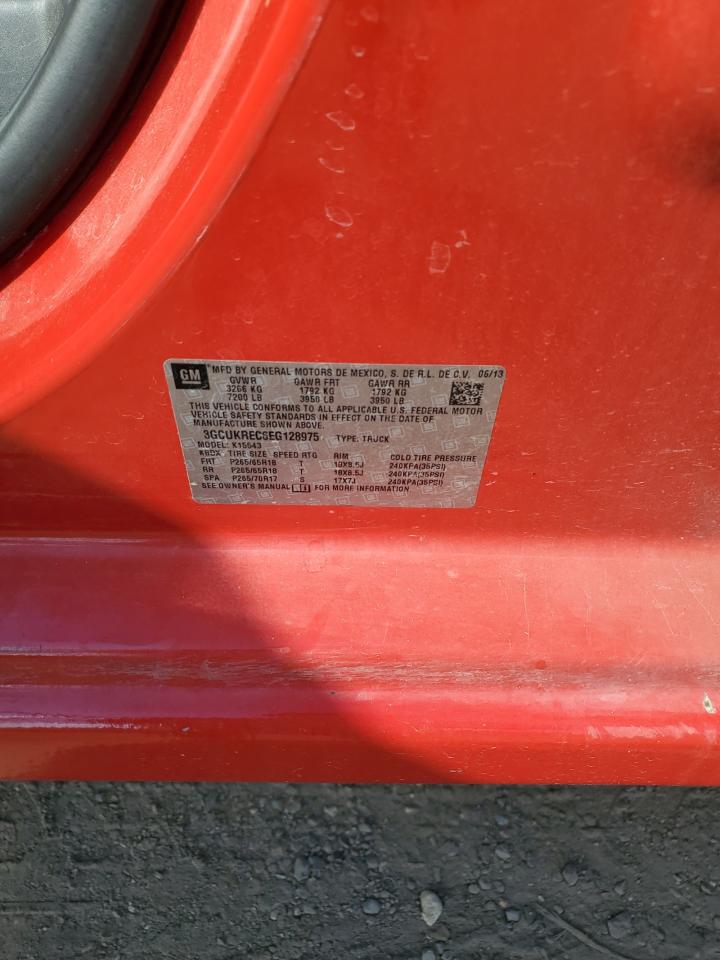 GM MFD BY GENERAL MOTORS DE MEXICO, S. DE R.L. DE C.V. 06/13
GVWR GAWR FRT GAWR RR
3266 KG 1792 KG 1792 KG
7200 LB 3950 LB 3950 LB
THIS VEHICLE CONFORMS TO ALL APPLICABLE U.S. FEDERAL MOTOR
VEHICLE SAFETY STANDARDS IN EFFECT ON THE DATE OF
MANUFACTURE SHOWN ABOVE.
3GCUKRECSEG128975 TYPE: TRUCK
MODEL: K15543
KBDX TIRE SIZE SPEED RTG RIM COLD TIRE PRESSURE
FRT P265/65R18 T 18X8.5J 240KPA(35PSI)
RR P265/65R18 T 18X8.5J 240KPA(35PSI)
SPA P265/70R17 S 17X7J 240KPA(35PSI)
SEE OWNER'S MANUAL FOR MORE INFORMATION